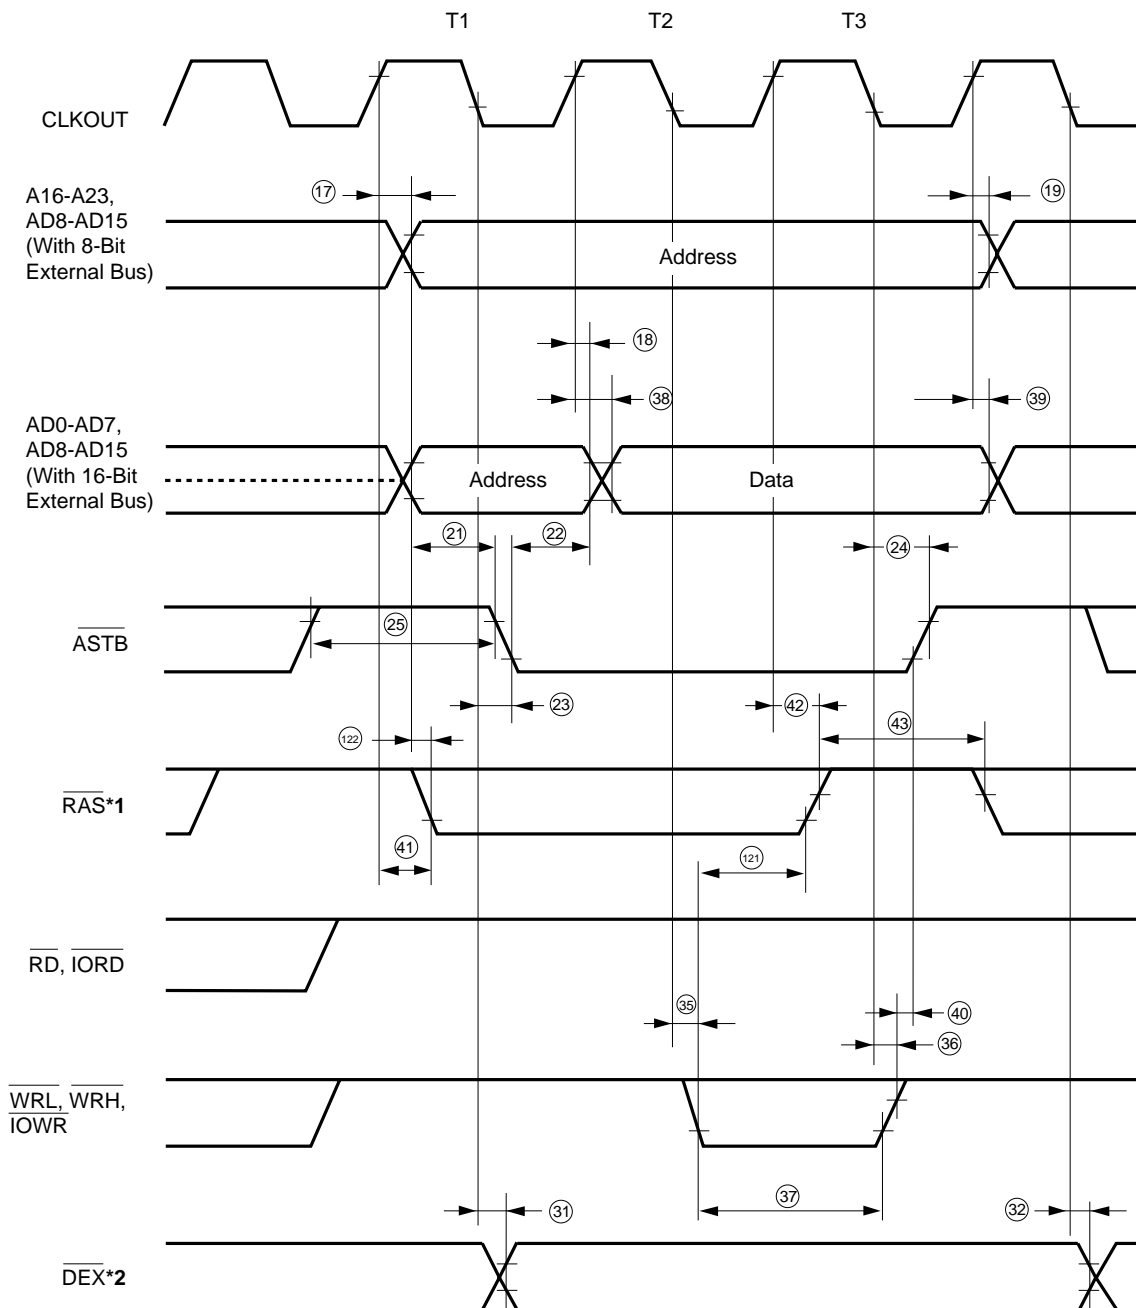 T1 T2 T3
CLKOUT
A16-A23,
AD8-AD15
(With 8-Bit
External Bus)
17
19
Address
18
38
39
AD0-AD7,
AD8-AD15
(With 16-Bit
External Bus)
Address
Data
21
22
24
ASTB
25
23
42
43
122
RAS*1
41
121
RD, IORD
35
40
36
WRL, WRH,
IOWR
37
31
32
DEX*2